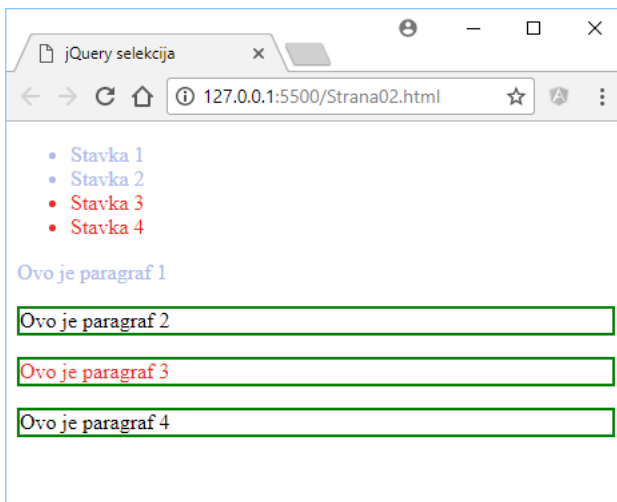 jQuery selekcija
127.0.0.1:5500/Strana02.html
Stavka 1
Stavka 2
Stavka 3
Stavka 4
Ovo je paragraf 1
Ovo je paragraf 2
Ovo je paragraf 3
Ovo je paragraf 4